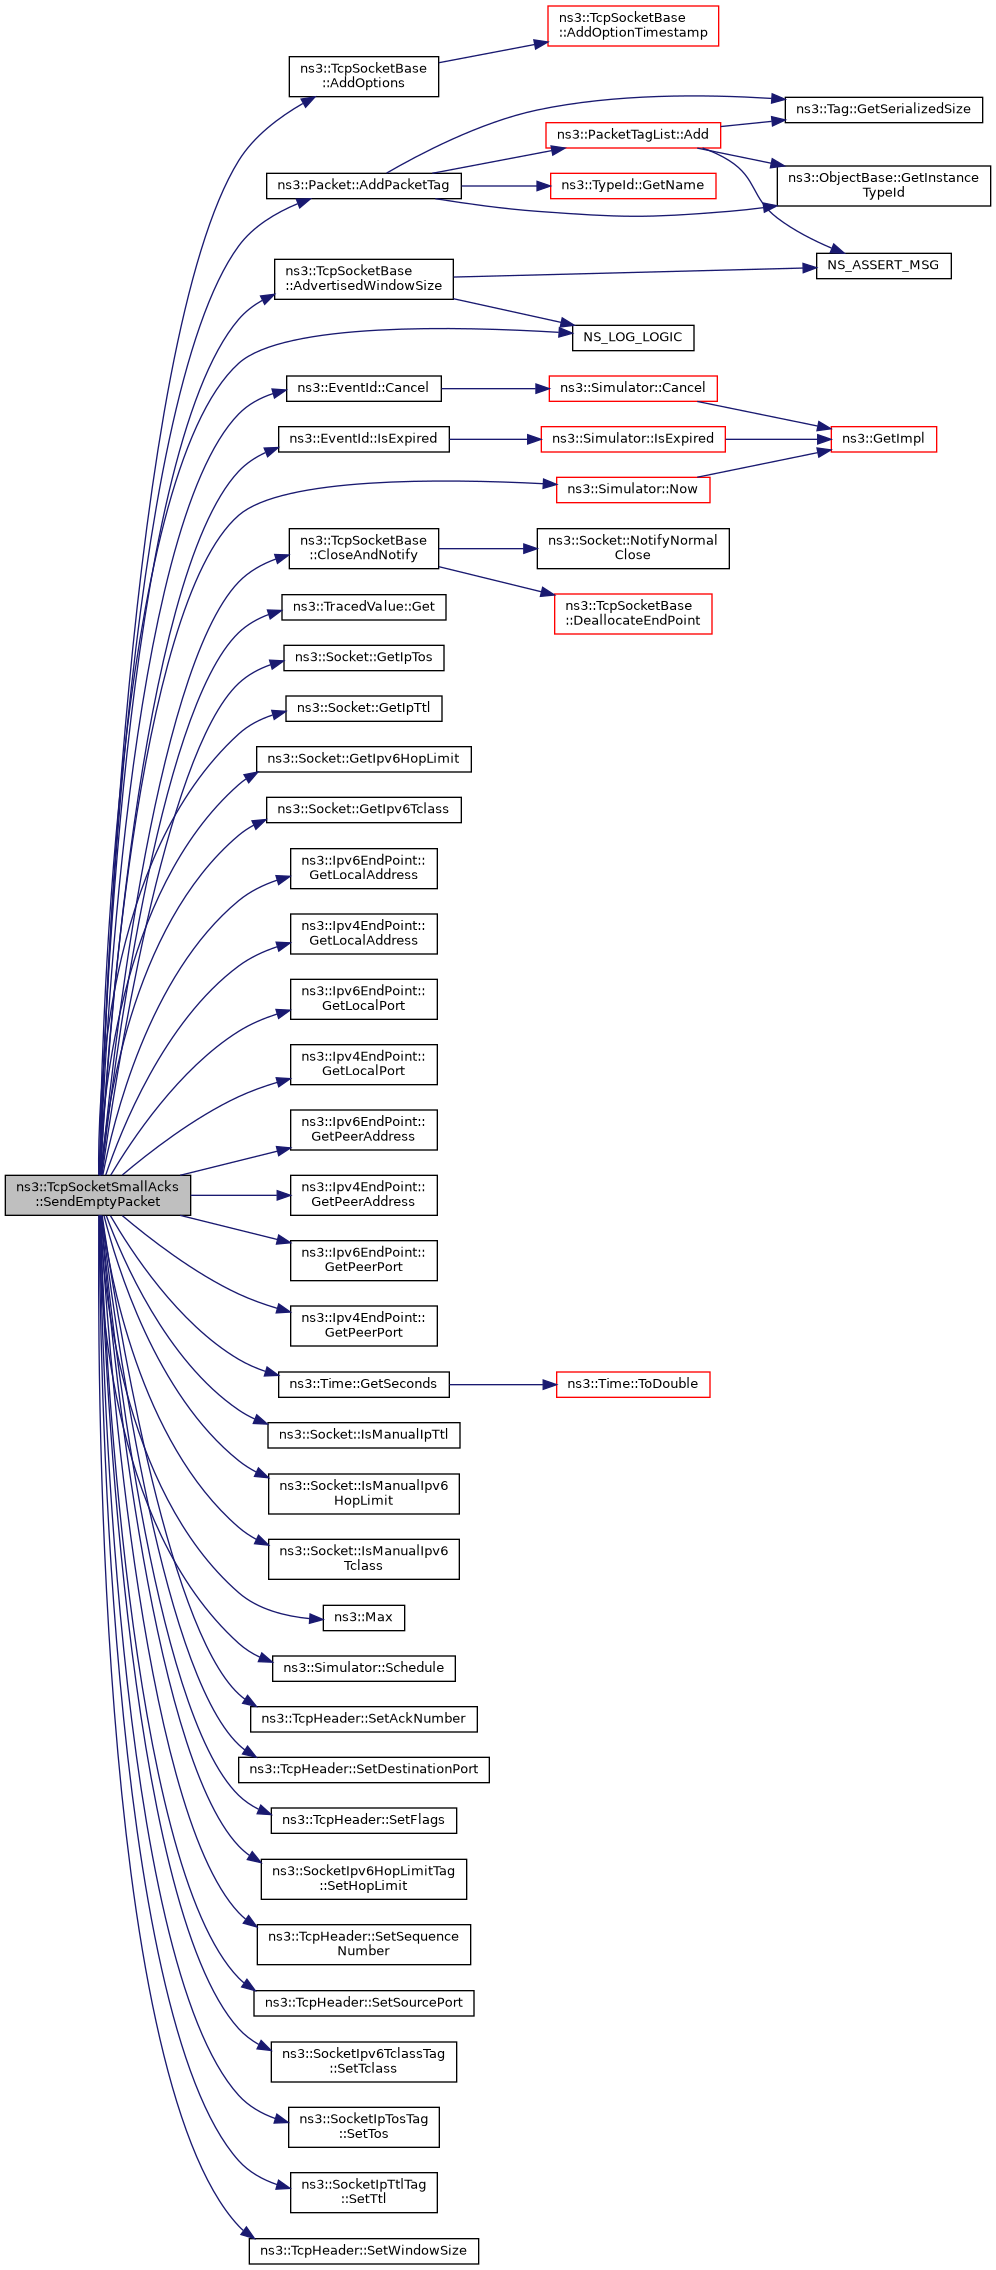 ns3::TcpSocketBase
::AddOptionTimestamp
ns3::TcpSocketBase
::AddOptions
ns3::Tag::GetSerializedSize
ns3::PacketTagList::Add
ns3::Packet::AddPacketTag
ns3::TypeId::GetName
ns3::ObjectBase::GetInstance
TypeId
NS_ASSERT_MSG
ns3::TcpSocketBase
::AdvertisedWindowSize
NS_LOG_LOGIC
ns3::EventId::Cancel
ns3::Simulator::Cancel
ns3::EventId::IsExpired
ns3::Simulator::IsExpired
ns3::GetImpl
ns3::Simulator::Now
ns3::TcpSocketBase
::CloseAndNotify
ns3::Socket::NotifyNormal
Close
ns3::TcpSocketBase
::DeallocateEndPoint
ns3::TracedValue::Get
ns3::Socket::GetIpTos
ns3::Socket::GetIpTtl
ns3::Socket::GetIpv6HopLimit
ns3::Socket::GetIpv6Tclass
ns3::Ipv6EndPoint::
GetLocalAddress
ns3::Ipv4EndPoint::
GetLocalAddress
ns3::Ipv6EndPoint::
GetLocalPort
ns3::Ipv4EndPoint::
GetLocalPort
ns3::Ipv6EndPoint::
GetPeerAddress
ns3::TcpSocketSmallAcks
::SendEmptyPacket
ns3::Ipv4EndPoint::
GetPeerAddress
ns3::Ipv6EndPoint::
GetPeerPort
ns3::Ipv4EndPoint::
GetPeerPort
ns3::Time::GetSeconds
ns3::Time::ToDouble
ns3::Socket::IsManualIpTtl
ns3::Socket::IsManualIpv6
HopLimit
ns3::Socket::IsManualIpv6
Tclass
ns3::Max
ns3::Simulator::Schedule
ns3::TcpHeader::SetAckNumber
ns3::TcpHeader::SetDestinationPort
ns3::TcpHeader::SetFlags
ns3::SocketIpv6HopLimitTag
::SetHopLimit
ns3::TcpHeader::SetSequence
Number
ns3::TcpHeader::SetSourcePort
ns3::SocketIpv6TclassTag
::SetTclass
ns3::SocketIpTosTag
::SetTos
ns3::SocketIpTtlTag
::SetTtl
ns3::TcpHeader::SetWindowSize